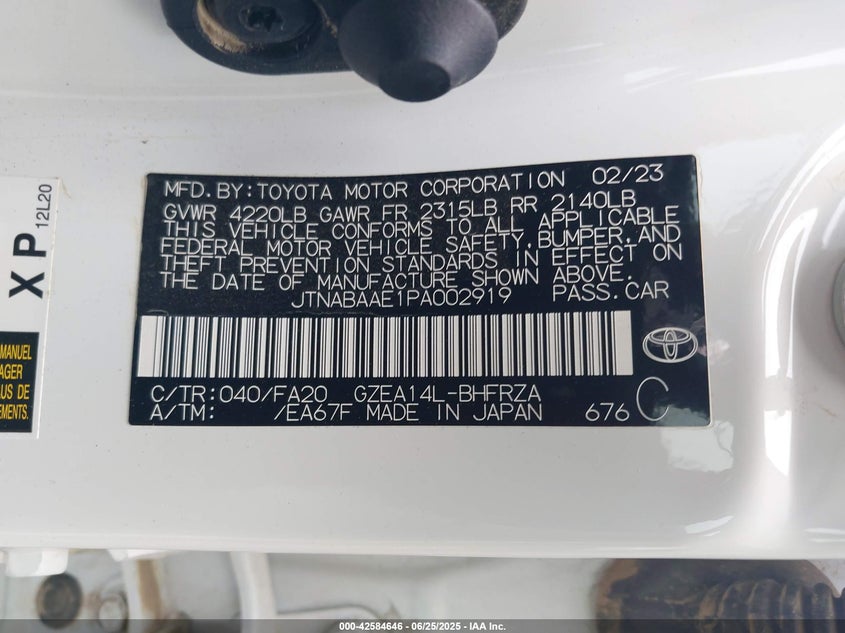 MFD. BY: TOYOTA MOTOR CORPORATION 02/23
GVWR 4220LB GAWR FR 2315LB RR 2140LB
THIS VEHICLE CONFORMS TO ALL APPLICABLE
FEDERAL MOTOR VEHICLE SAFETY, BUMPER, AND
THEFT PREVENTION STANDARDS IN EFFECT ON
THE DATE OF MANUFACTURE SHOWN ABOVE.
JTNABAAE1PA002919 PASS.CAR
C/TR: 040/FA20 GZEA14L-BHFRZA
A/TM: /EA67F MADE IN JAPAN 676 C
X P 12L20
MANUEL
AGER
US DE
EMENTS.
000-42584646 / 06/25/2025 - IAA Inc.